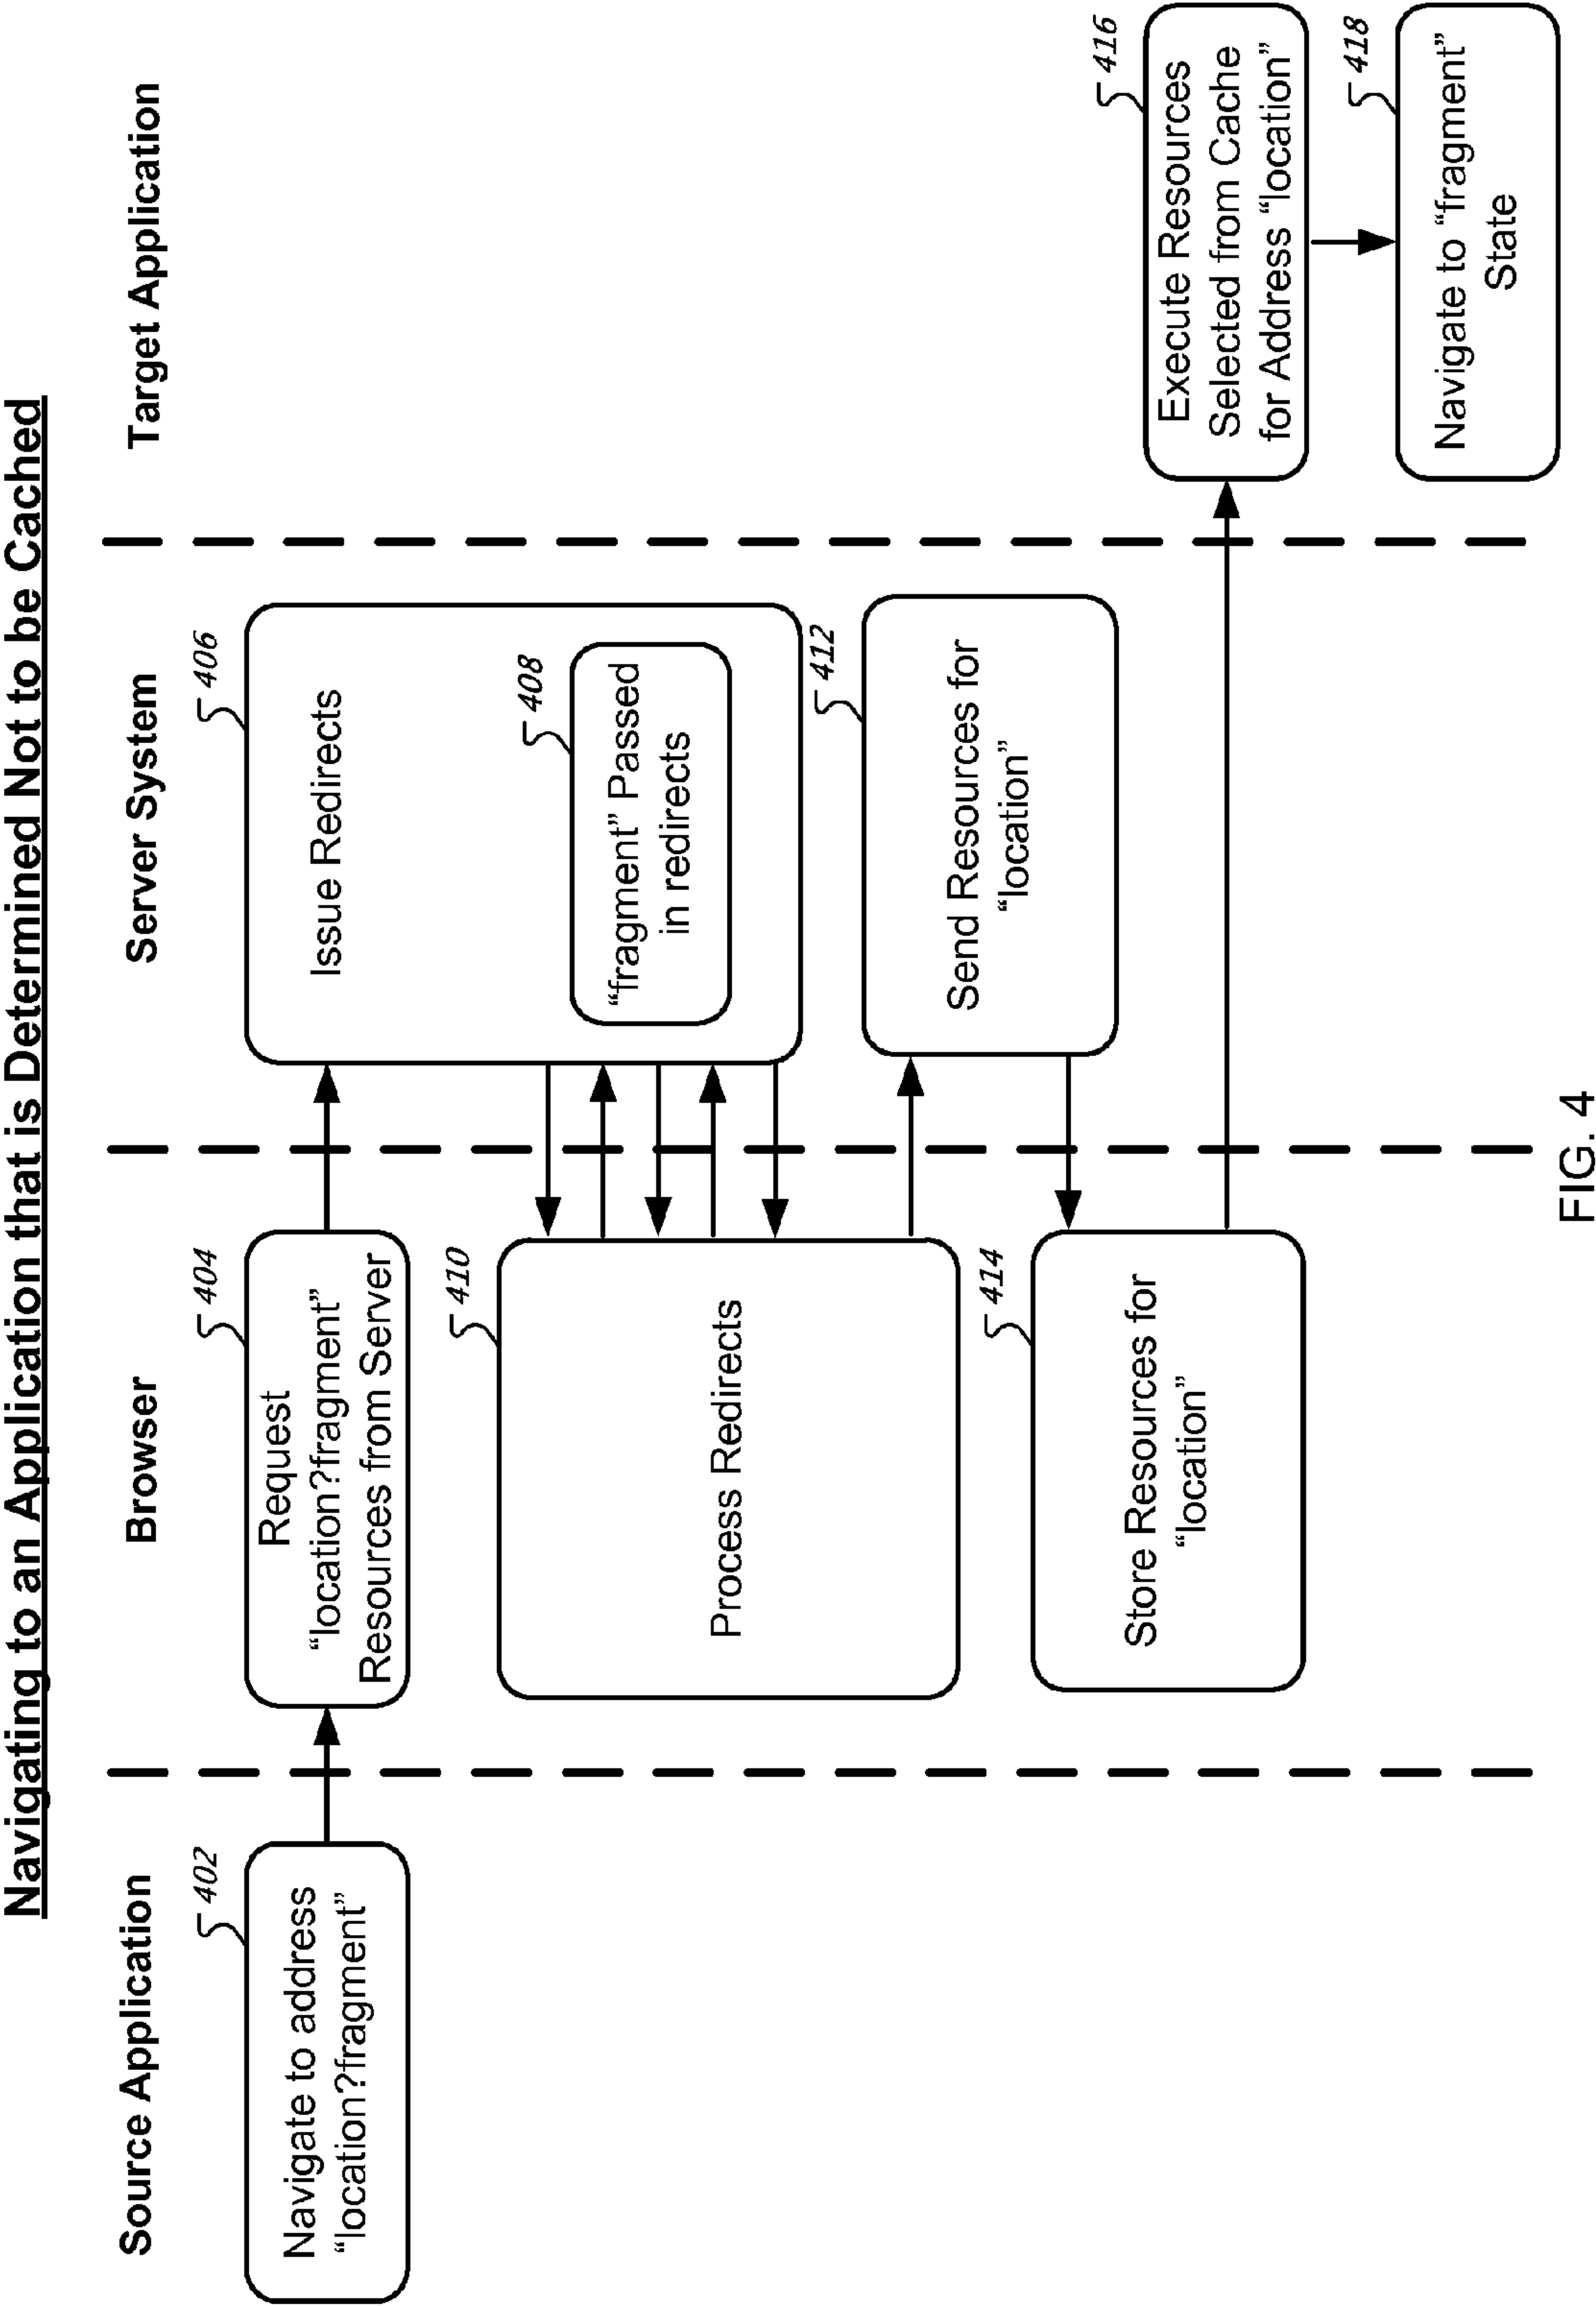 Navigating to an Application that is Determined Not to be Cached
Source Application
Browser
Server System
Target Application
402
Navigate to address
“location?fragment”
404
Request
“location?fragment”
Resources from Server
406
Issue Redirects
408
“fragment” Passed
in redirects
410
Process Redirects
412
Send Resources for
“location”
414
Store Resources for
“location”
416
Execute Resources
Selected from Cache
for Address “location”
418
Navigate to “fragment”
State
FIG. 4